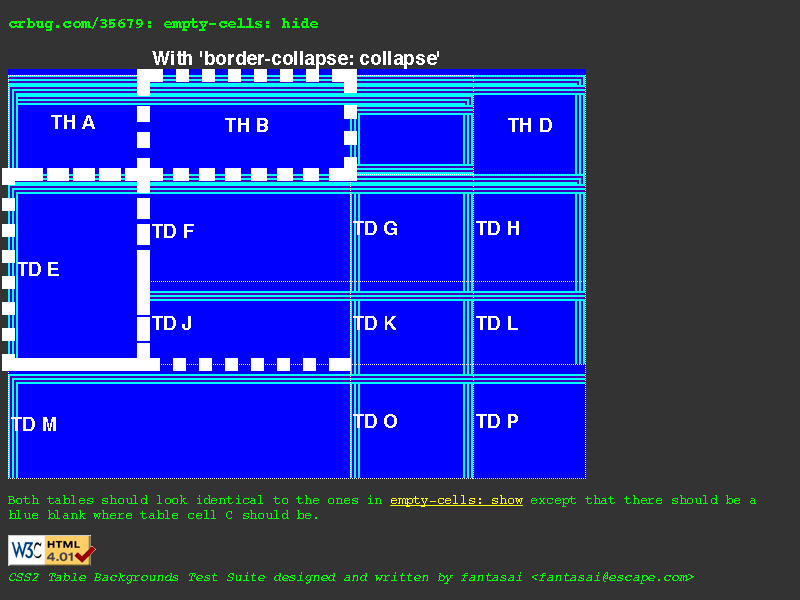 crbug.com/35679: empty-cells: hide
With 'border-collapse: collapse'
TH A
TH B
TH D
TD E
TD F
TD G
TD H
TD J
TD K
TD L
TD M
TD O
TD P
Both tables should look identical to the ones in empty-cells: show except that there should be a
blue blank where table cell C should be.
W3C HTML 4.01
CSS2 Table Backgrounds Test Suite designed and written by fantasai <fantasai@escape.com>